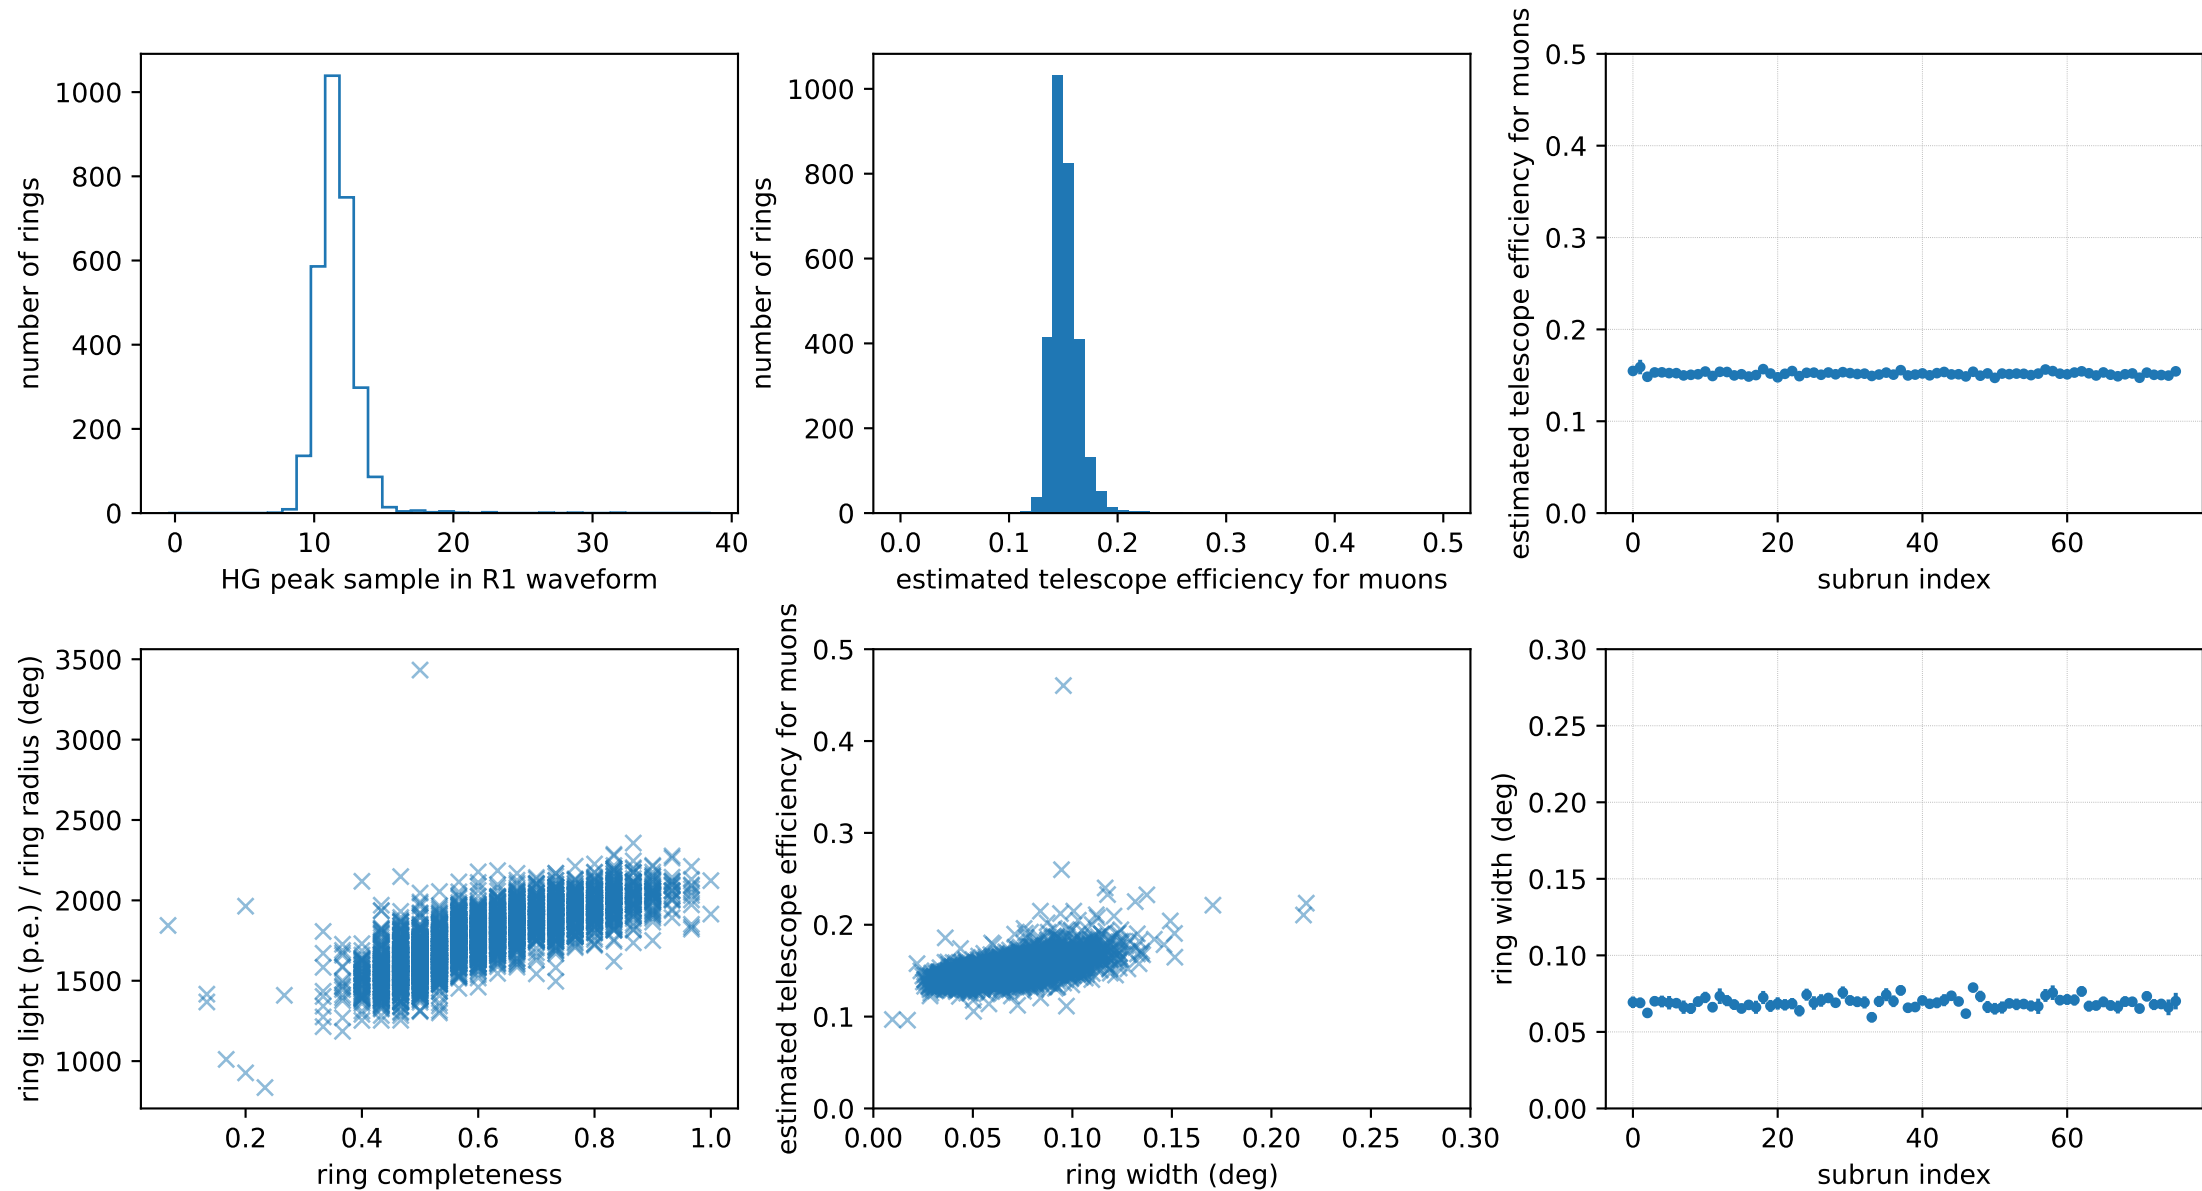 number of rings
1000
800
600
400
200
0
0 10 20 30 40
HG peak sample in R1 waveform
number of rings
1000
800
600
400
200
0
0.0 0.1 0.2 0.3 0.4 0.5
estimated telescope efficiency for muons
estimated telescope efficiency for muons
0.5
0.4
0.3
0.2
0.1
0.0
0 20 40 60
subrun index
ring light (p.e.) / ring radius (deg)
3500
3000
2500
2000
1500
1000
0.2 0.4 0.6 0.8 1.0
ring completeness
estimated telescope efficiency for muons
0.5
0.4
0.3
0.2
0.1
0.0
0.00 0.05 0.10 0.15 0.20 0.25 0.30
ring width (deg)
ring width (deg)
0.30
0.25
0.20
0.15
0.10
0.05
0.00
0 20 40 60
subrun index